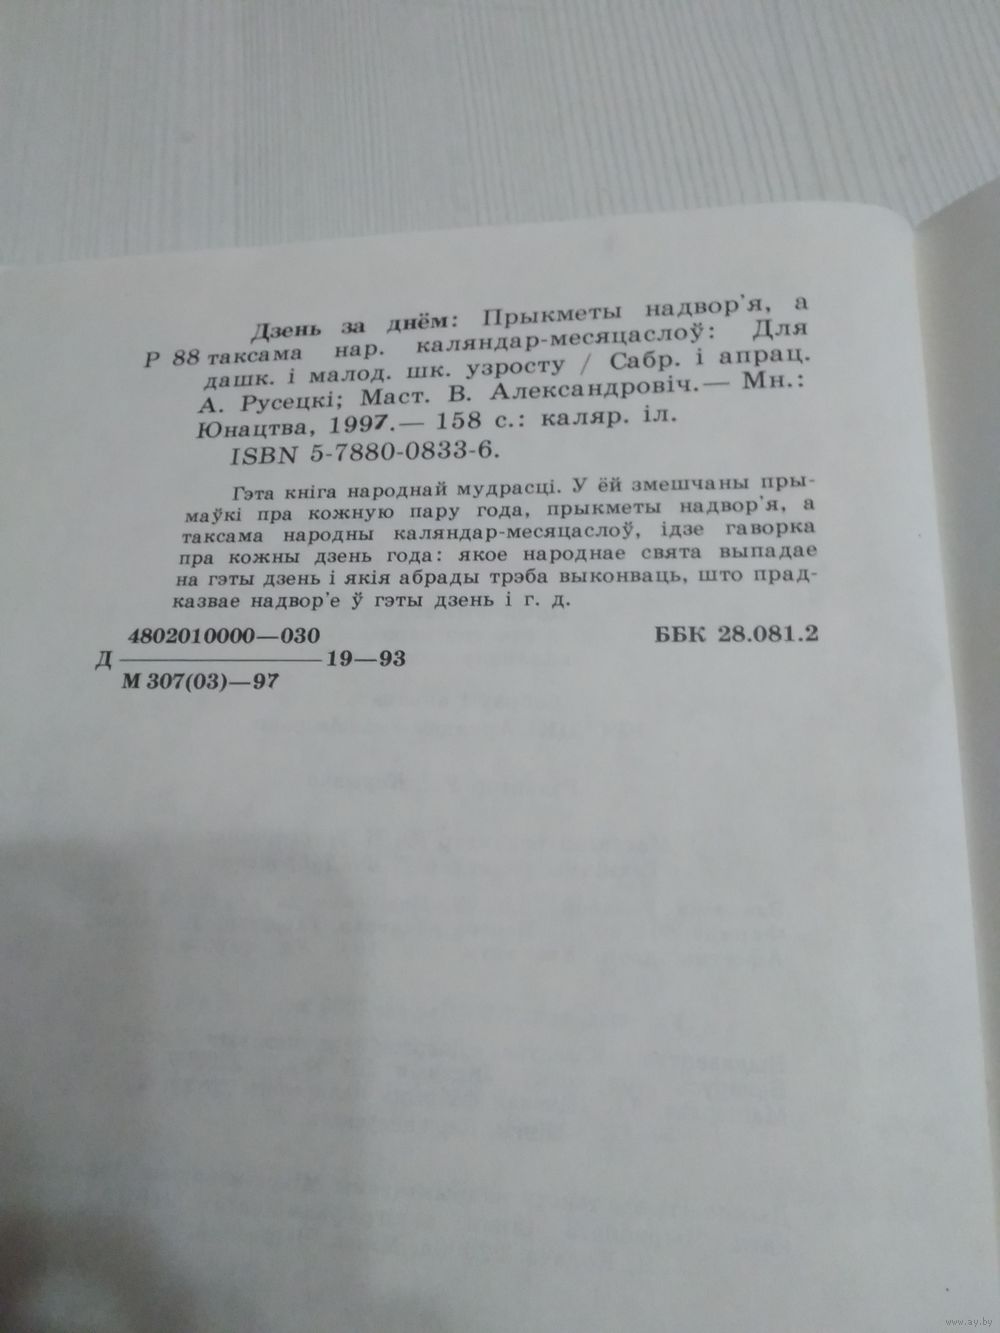 Дзень за днём: Прыкметы надвор'я, а
Р 88 таксама нар. каляндар-месяцаслоў: Для
дашк. і малод. шк. узросту / Сабр. і апрац.
А. Русецкі; Маст. В. Александровіч.— Мн.:
Юнацтва, 1997.— 158 с.: каляр. іл.
ISBN 5-7880-0833-6.
Гэта кніга народнай мудрасці. У ёй змешчаны пры-
маўкі пра кожную пару года, прыкметы надвор'я, а
таксама народны каляндар-месяцаслоў, ідзе гаворка
пра кожны дзень года: якое народнае свята выпадае
на гэты дзень і якія абрады трэба выконваць, што прад-
казвае надвор'е ў гэты дзень і г. д.
4802010000—030
Д 19—93
М 307(03)—97
ББК 28.081.2
www.ay.by